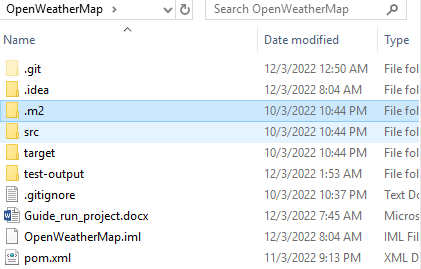 OpenWeatherMap
Search OpenWeatherMap
Name Date modified Type
.git 12/3/2022 12:50 AM File fol
.idea 12/3/2022 8:04 AM File fol
.m2 10/3/2022 10:44 PM File fol
src 10/3/2022 10:44 PM File fol
target 10/3/2022 10:44 PM File fol
test-output 12/3/2022 1:53 AM File fol
.gitignore 10/3/2022 10:37 PM Text Do
Guide_run_project.docx 12/3/2022 7:45 AM Micros
OpenWeatherMap.iml 12/3/2022 8:04 AM IML Fil
pom.xml 11/3/2022 9:13 PM XML D